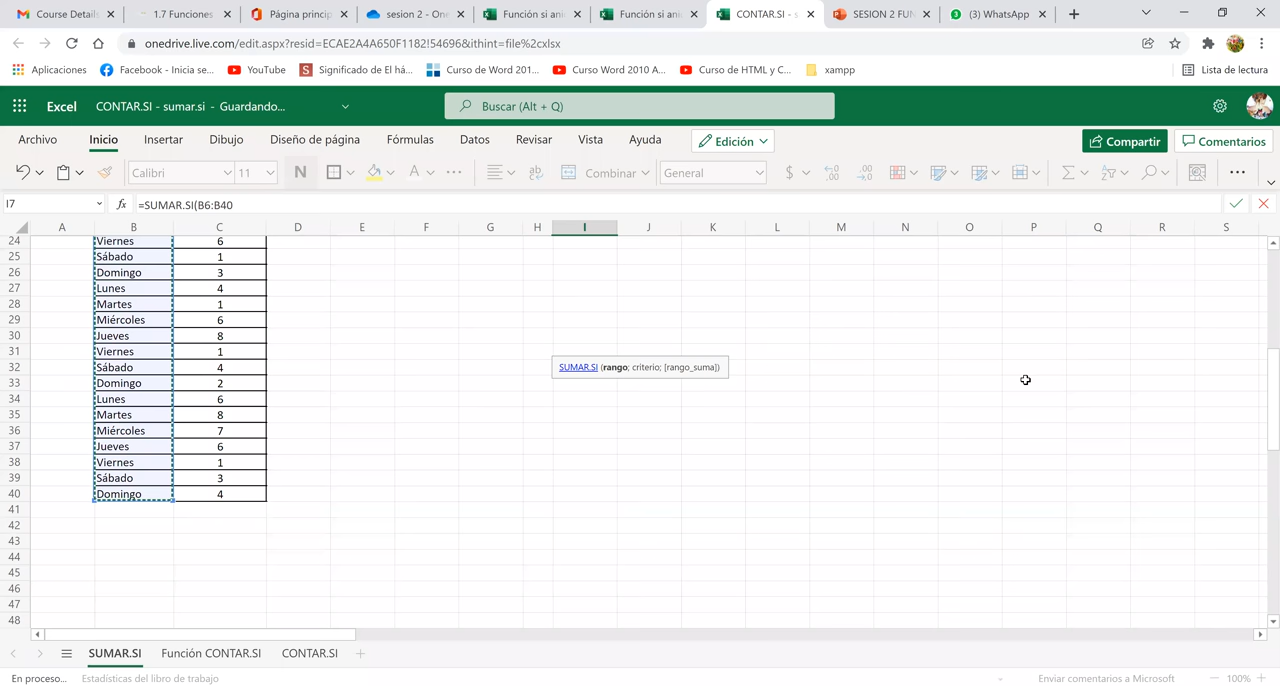 Course Details
1.7 Funciones
Página princip
sesion 2 - One
Función si ani
Función si ani
CONTAR.SI - s
SESION 2 FUN
(3) WhatsApp
onedrive.live.com/edit.aspx?resid=ECAE2A4A650F1182!54696&ithint=file%2cxlsx
Aplicaciones
Facebook - Inicia se...
YouTube
Significado de El há...
Curso de Word 201...
Curso Word 2010 A...
Curso de HTML y C...
xampp
Lista de lectura
Excel
CONTAR.SI - sumar.si - Guardando...
Buscar (Alt + Q)
Archivo
Inicio
Insertar
Dibujo
Diseño de página
Fórmulas
Datos
Revisar
Vista
Ayuda
Edición
Compartir
Comentarios
Calibri
11
N
A
ab
Combinar
General
$
I7
fx
=SUMAR.SI(B6:B40
A B C D E F G H I J K L M N O P Q R S
24 Viernes 6
25 Sábado 1
26 Domingo 3
27 Lunes 4
28 Martes 1
29 Miércoles 6
30 Jueves 8
31 Viernes 1
32 Sábado 4
33 Domingo 2
34 Lunes 6
35 Martes 8
36 Miércoles 7
37 Jueves 6
38 Viernes 1
39 Sábado 3
40 Domingo 4
41
42
43
44
45
46
47
48
SUMAR.SI (rango; criterio; [rango_suma])
SUMAR.SI
Función CONTAR.SI
CONTAR.SI
En proceso...
Estadísticas del libro de trabajo
Enviar comentarios a Microsoft
100%